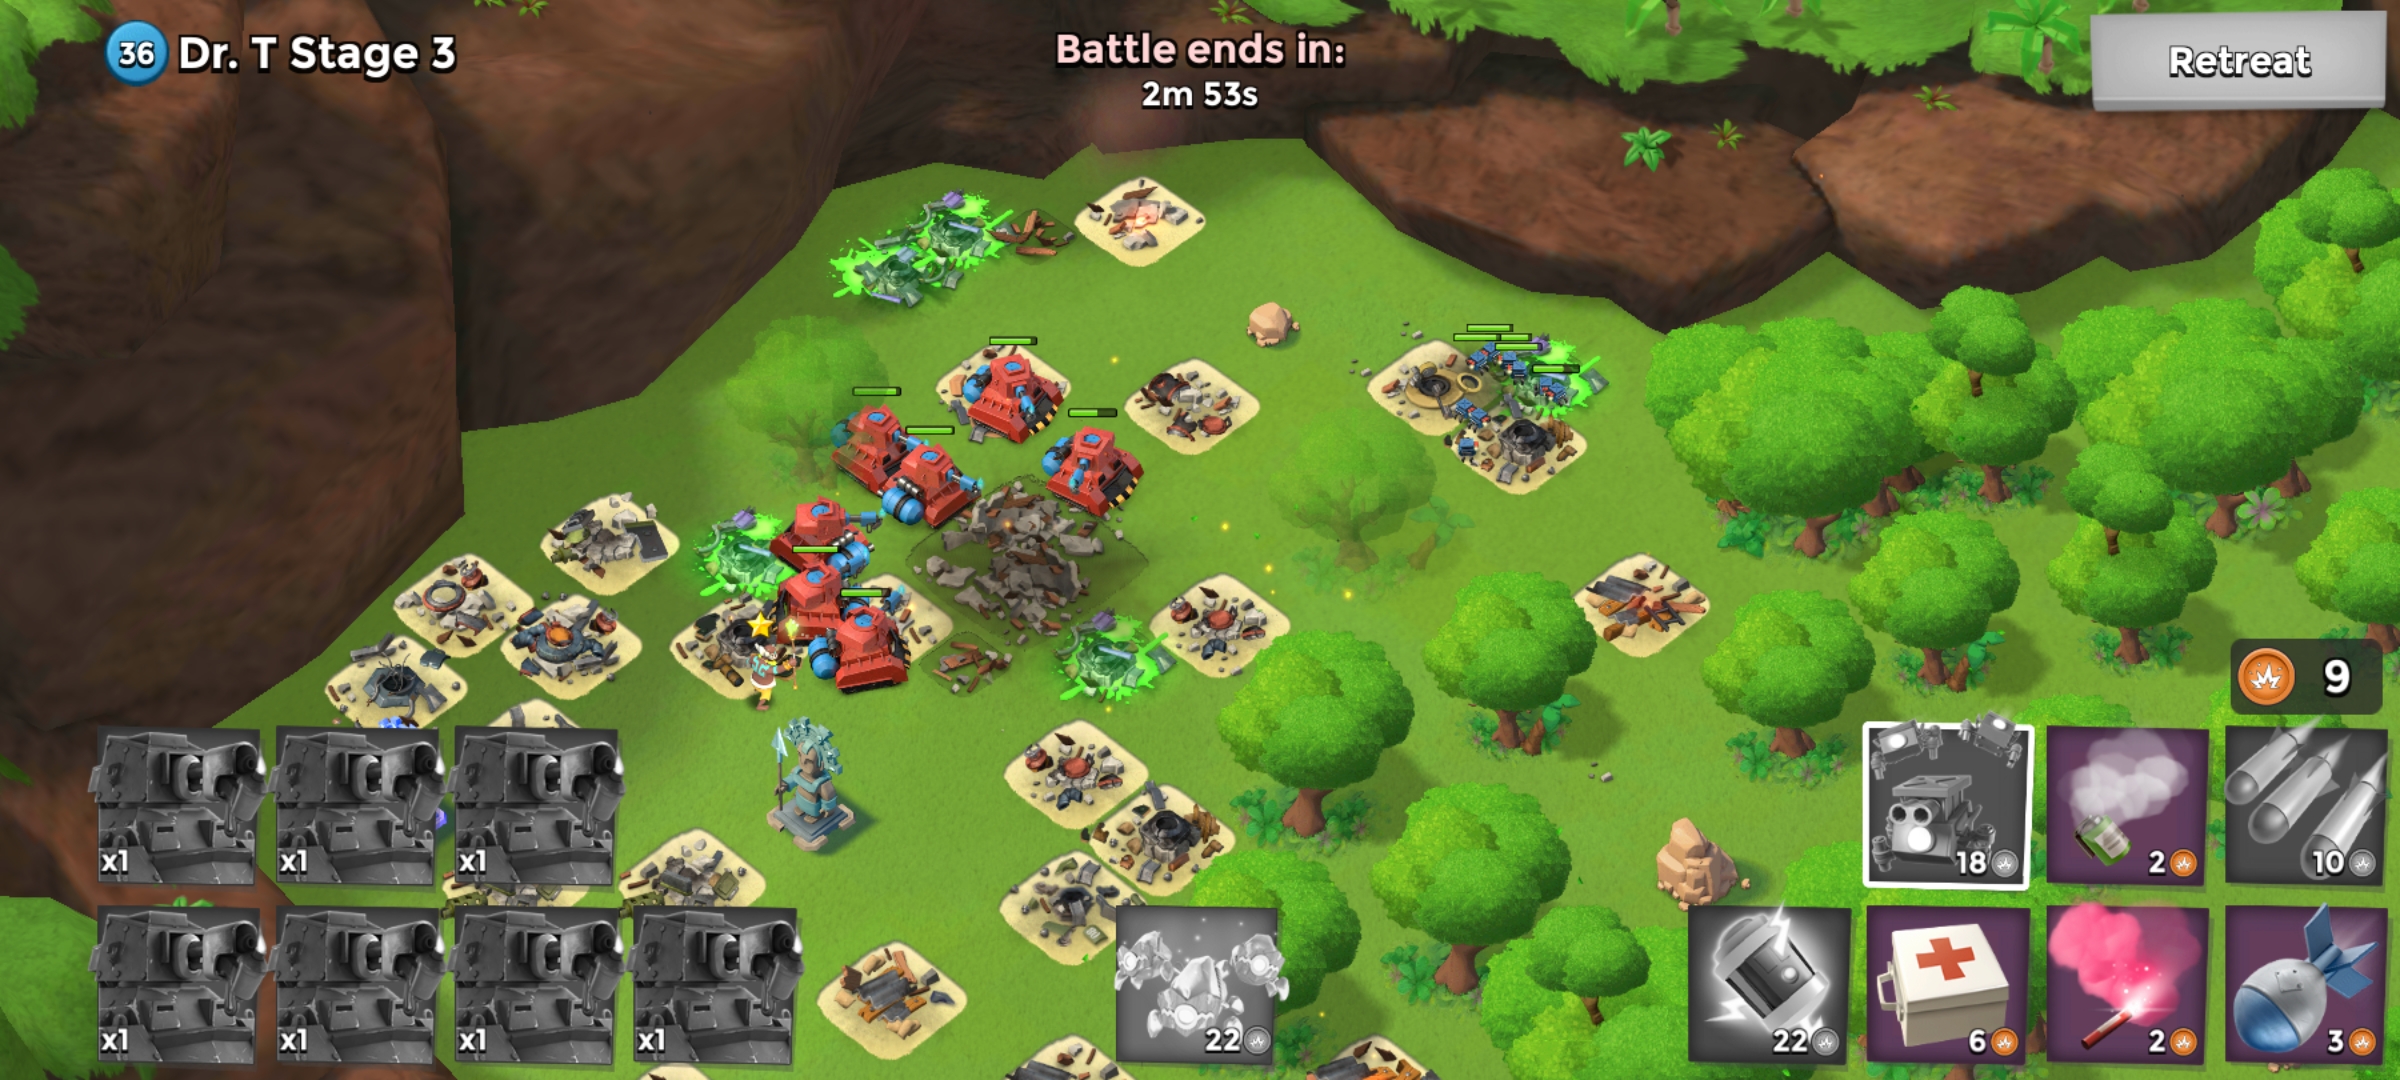 36 Dr. T Stage 3
Battle ends in:
2m 53s
Retreat
9
x1 x1 x1
18 2 10
x1 x1 x1 x1
22 22 6 2 3